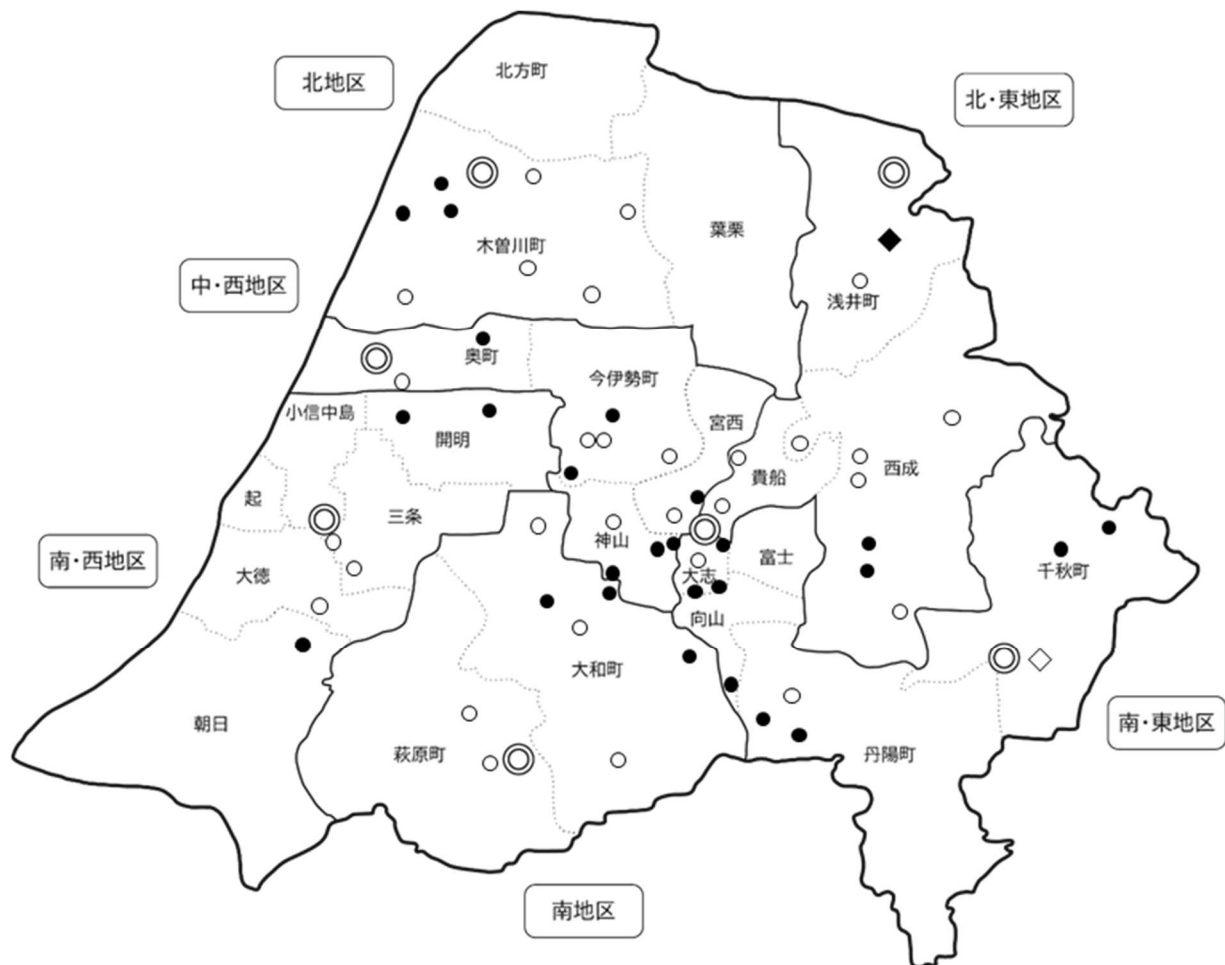 北方町
北地区
北・東地区
葉栗
木曽川町
中・西地区
浅井町
奥町
今伊勢町
小信中島
宮西
開明
貴船
西成
起
三条
神山
南・西地区
富士
千秋町
大徳
大志
向山
大和町
朝日
南・東地区
萩原町
丹陽町
南地区